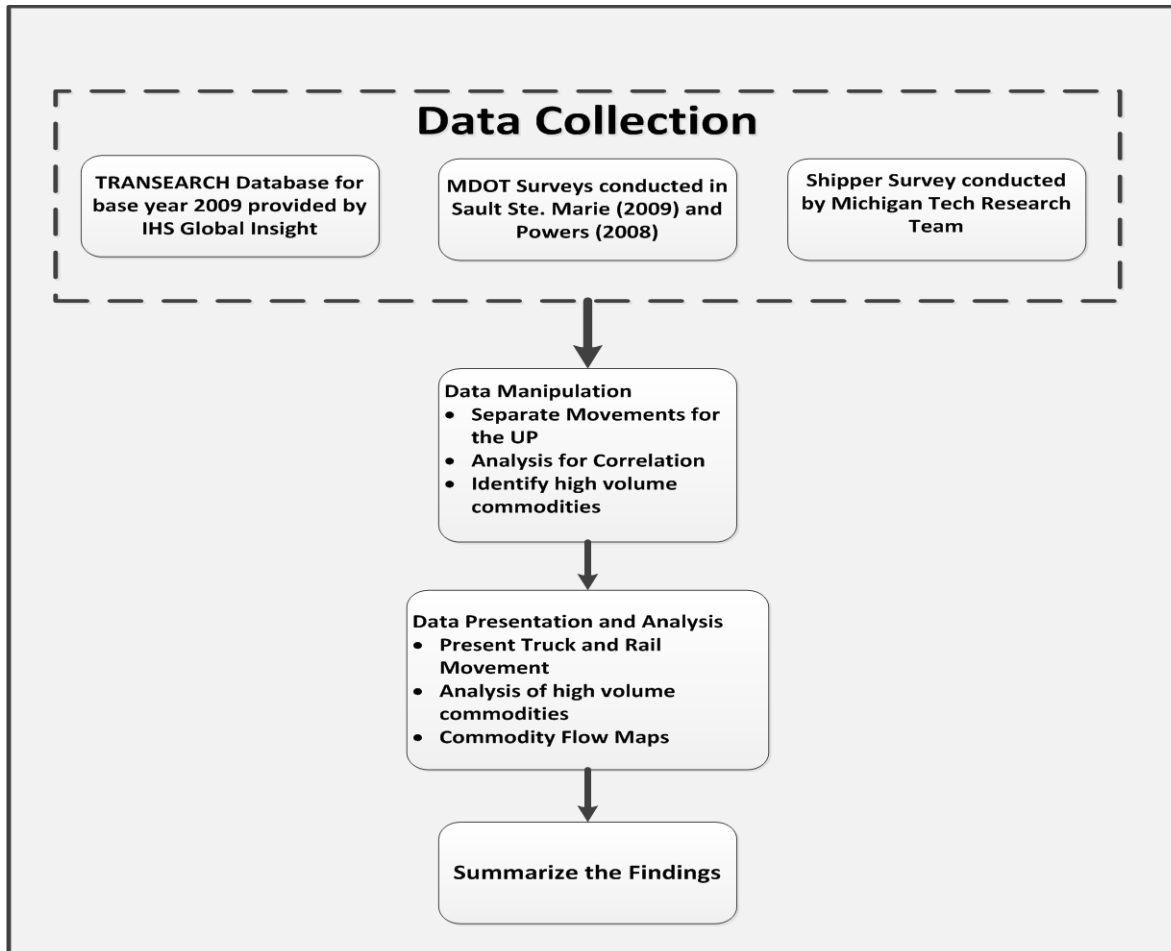 Data Collection
TRANSEARCH Database for
base year 2009 provided by
IHS Global Insight
MDOT Surveys conducted in
Sault Ste. Marie (2009) and
Powers (2008)
Shipper Survey conducted
by Michigan Tech Research
Team
Data Manipulation
• Separate Movements for
the UP
• Analysis for Correlation
• Identify high volume
commodities
Data Presentation and Analysis
• Present Truck and Rail
Movement
• Analysis of high volume
commodities
• Commodity Flow Maps
Summarize the Findings